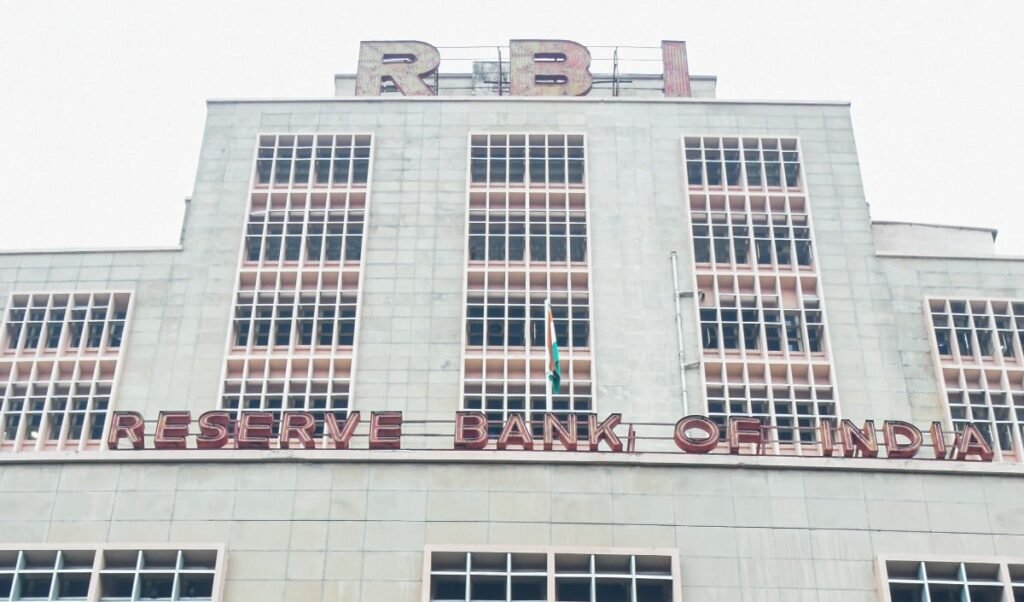 RBI
RESERVE BANK OF INDIA